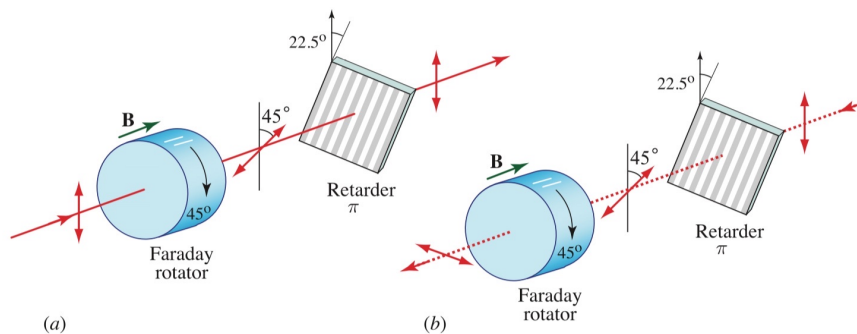 22.5°
B
45°
45°
Retarder
π
Faraday
rotator
(a)
22.5°
B
45°
45°
Retarder
π
Faraday
rotator
(b)